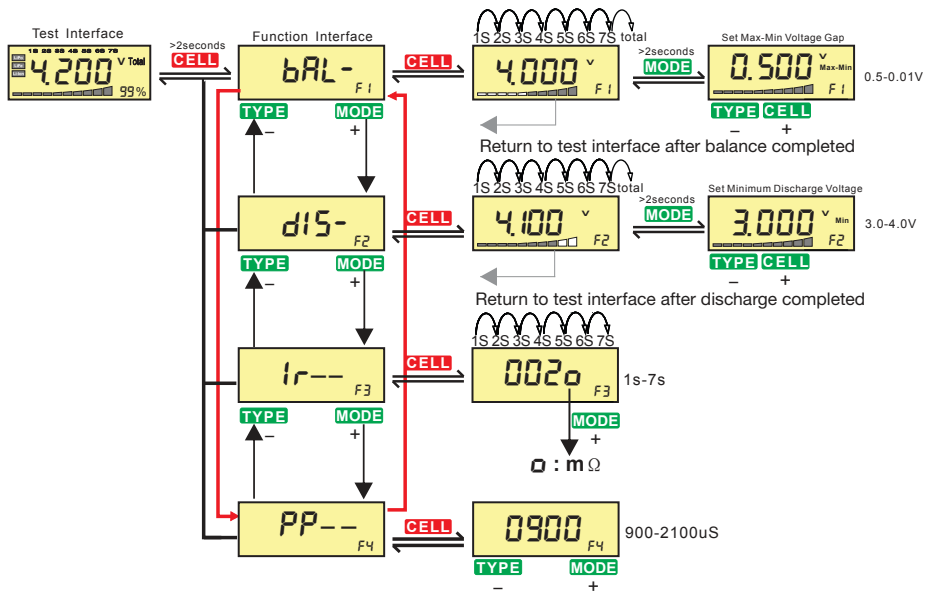 Test Interface
1S 2S 3S 4S 5S 6S 7S
LiPo
LiFe
4.200 V Total
99%
>2seconds
CELL
Function Interface
bAL-
F1
CELL
1S 2S 3S 4S 5S 6S 7S total
4.000 V
F1
>2seconds
MODE
Set Max-Min Voltage Gap
0.500 V
Max-Min
F1
0.5-0.01V
TYPE CELL
– +
Return to test interface after balance completed
TYPE MODE
– +
dIS-
F2
CELL
1S 2S 3S 4S 5S 6S 7S total
4.100 V
F2
>2seconds
MODE
Set Minimum Discharge Voltage
3.000 V
Min
F2
3.0-4.0V
TYPE CELL
– +
Return to test interface after discharge completed
TYPE MODE
– +
Ir--
F3
CELL
1S 2S 3S 4S 5S 6S 7S
002o
F3
1s-7s
MODE
+
o : m Ω
TYPE MODE
– +
PP--
F4
CELL
0900
F4
900-2100uS
TYPE MODE
– +